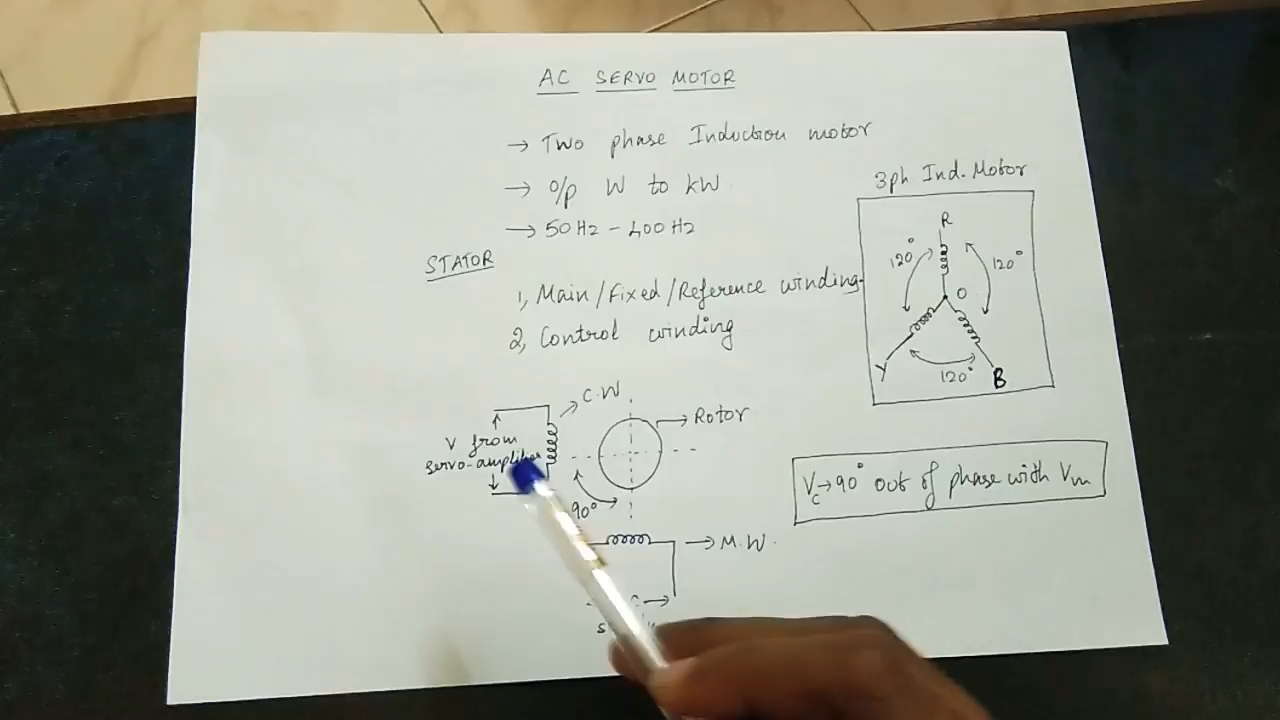 AC SERVO MOTOR
→ Two phase Induction motor
→ o/p W to kW
→ 50 Hz - 400 Hz
STATOR
1, Main/Fixed/Reference winding
2, Control winding
3ph Ind. Motor
R
120°
120°
O
Y
120°
B
C.W
Rotor
V from
servo-amplifier
90°
M.W.
Vc→90° out of phase with Vm